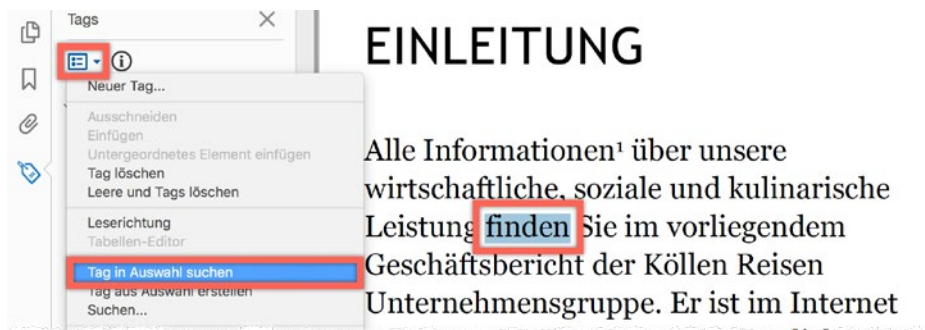 Tags
Neuer Tag...
Ausschneiden
Einfügen
Untergeordnetes Element einfügen
Tag löschen
Leere und Tags löschen
Leserichtung
Tabellen-Editor
Tag in Auswahl suchen
Tag aus Auswahl erstellen
Suchen...
EINLEITUNG
Alle Informationen¹ über unsere
wirtschaftliche, soziale und kulinarische
Leistung finden Sie im vorliegendem
Geschäftsbericht der Köllen Reisen
Unternehmensgruppe. Er ist im Internet